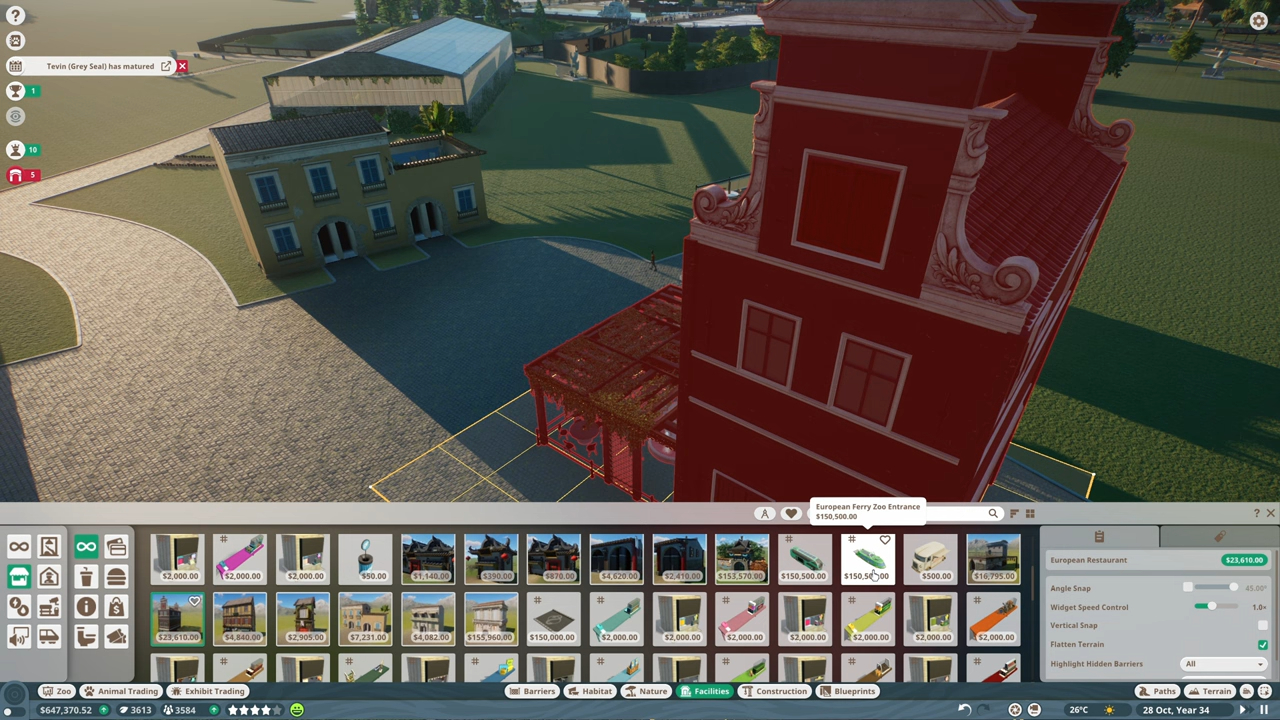 ?
Tevin (Grey Seal) has matured
1
10
5
European Ferry Zoo Entrance
$150,500.00
$2,000.00
$2,000.00
$2,000.00
$50.00
$1,140.00
$390.00
$870.00
$4,620.00
$2,410.00
$153,570.00
$150,500.00
$500.00
$16,795.00
$23,610.00
$4,840.00
$2,905.00
$7,231.00
$4,082.00
$155,960.00
$150,000.00
$2,000.00
$2,000.00
$2,000.00
$2,000.00
$2,000.00
$2,000.00
$2,000.00
European Restaurant
$23,610.00
Angle Snap
45.00°
Widget Speed Control
1.0×
Vertical Snap
Flatten Terrain
Highlight Hidden Barriers
All
Zoo
Animal Trading
Exhibit Trading
Barriers
Habitat
Nature
Facilities
Construction
Blueprints
Paths
Terrain
$647,370.52
3613
3584
26°C
28 Oct, Year 34